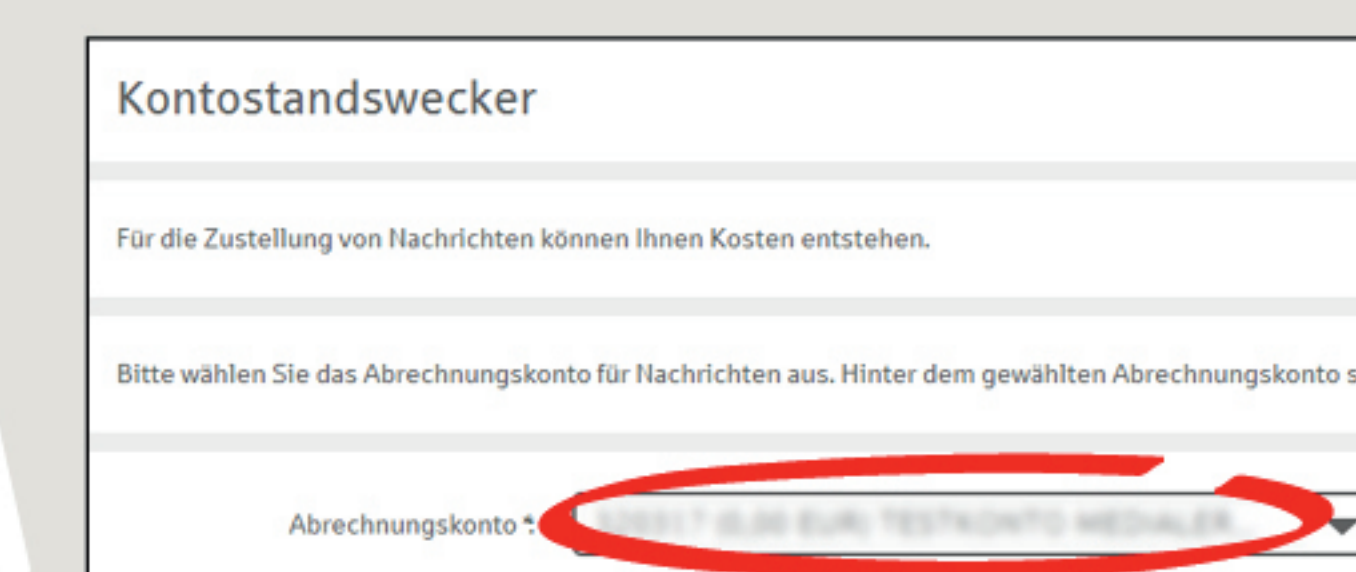 Kontostandswecker
Für die Zustellung von Nachrichten können Ihnen Kosten entstehen.
Bitte wählen Sie das Abrechnungskonto für Nachrichten aus. Hinter dem gewählten Abrechnungskonto s
Abrechnungskonto *: